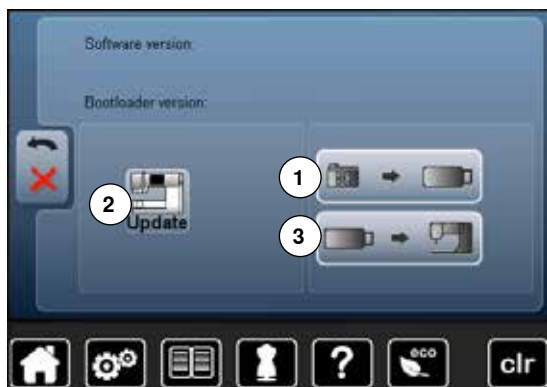 Software version:
Bootloader version:
1
2
Update
3
?
eco
clr